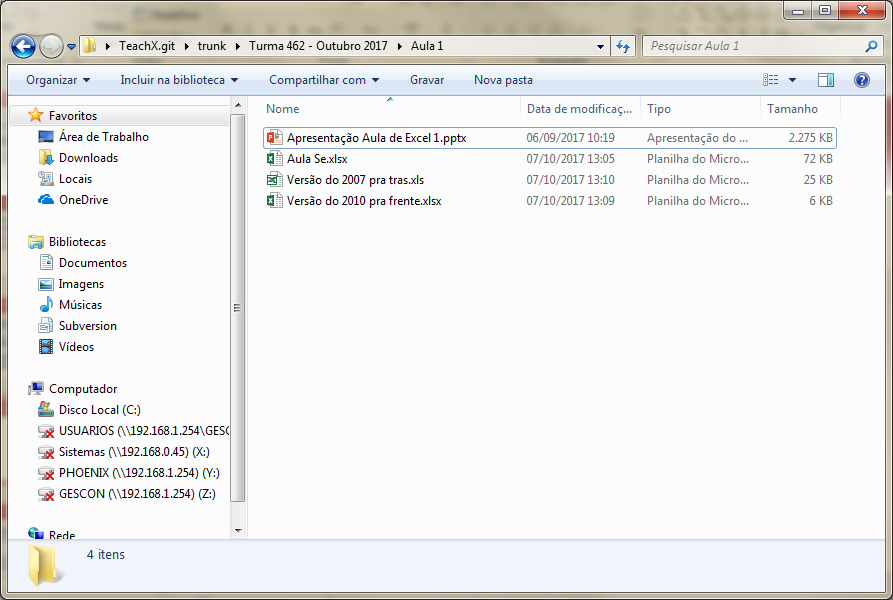 TeachX.git ▸ trunk ▸ Turma 462 - Outubro 2017 ▸ Aula 1
Pesquisar Aula 1
Organizar Incluir na biblioteca Compartilhar com Gravar Nova pasta
Favoritos
Área de Trabalho
Downloads
Locais
OneDrive
Bibliotecas
Documentos
Imagens
Músicas
Subversion
Vídeos
Computador
Disco Local (C:)
USUARIOS (\\192.168.1.254\GESC
Sistemas (\\192.168.0.45) (X:)
PHOENIX (\\192.168.1.254) (Y:)
GESCON (\\192.168.1.254) (Z:)
Rede
Nome Data de modificaç... Tipo Tamanho
Apresentação Aula de Excel 1.pptx 06/09/2017 10:19 Apresentação do ... 2.275 KB
Aula Se.xlsx 07/10/2017 13:05 Planilha do Micro... 72 KB
Versão do 2007 pra tras.xls 07/10/2017 13:10 Planilha do Micro... 25 KB
Versão do 2010 pra frente.xlsx 07/10/2017 13:09 Planilha do Micro... 6 KB
4 itens